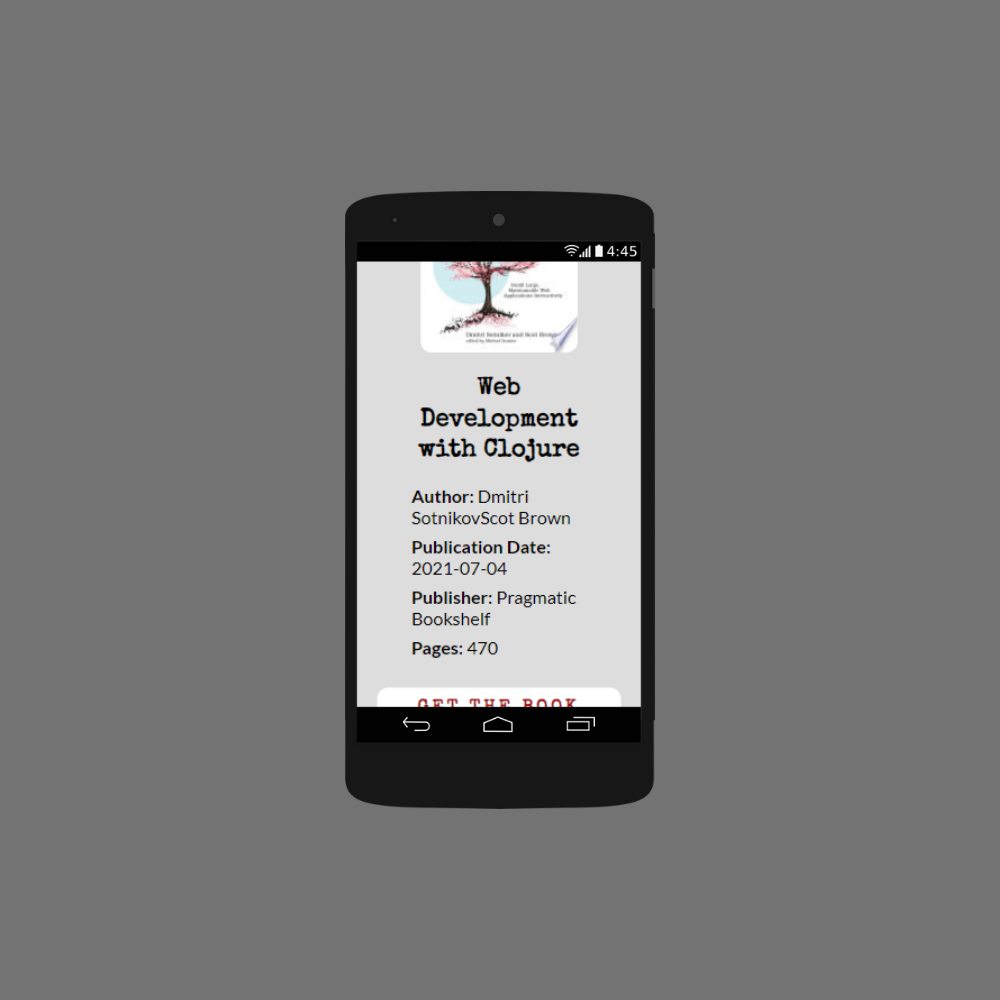 4:45
Build Large,
Maintainable Web
Applications Interactively
Dmitri Sotnikov and Scot Brown
edited by Michael Swaine
Web
Development
with Clojure
Author: Dmitri
SotnikovScot Brown
Publication Date:
2021-07-04
Publisher: Pragmatic
Bookshelf
Pages: 470
GET THE BOOK